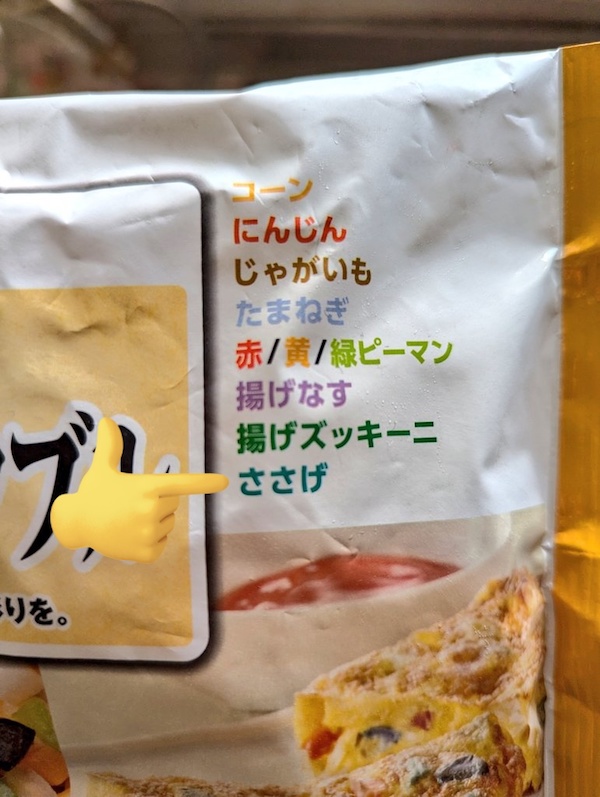 コーン
にんじん
じゃがいも
たまねぎ
赤/黄/緑ピーマン
揚げなす
揚げズッキーニ
ささげ
ブル
りを。